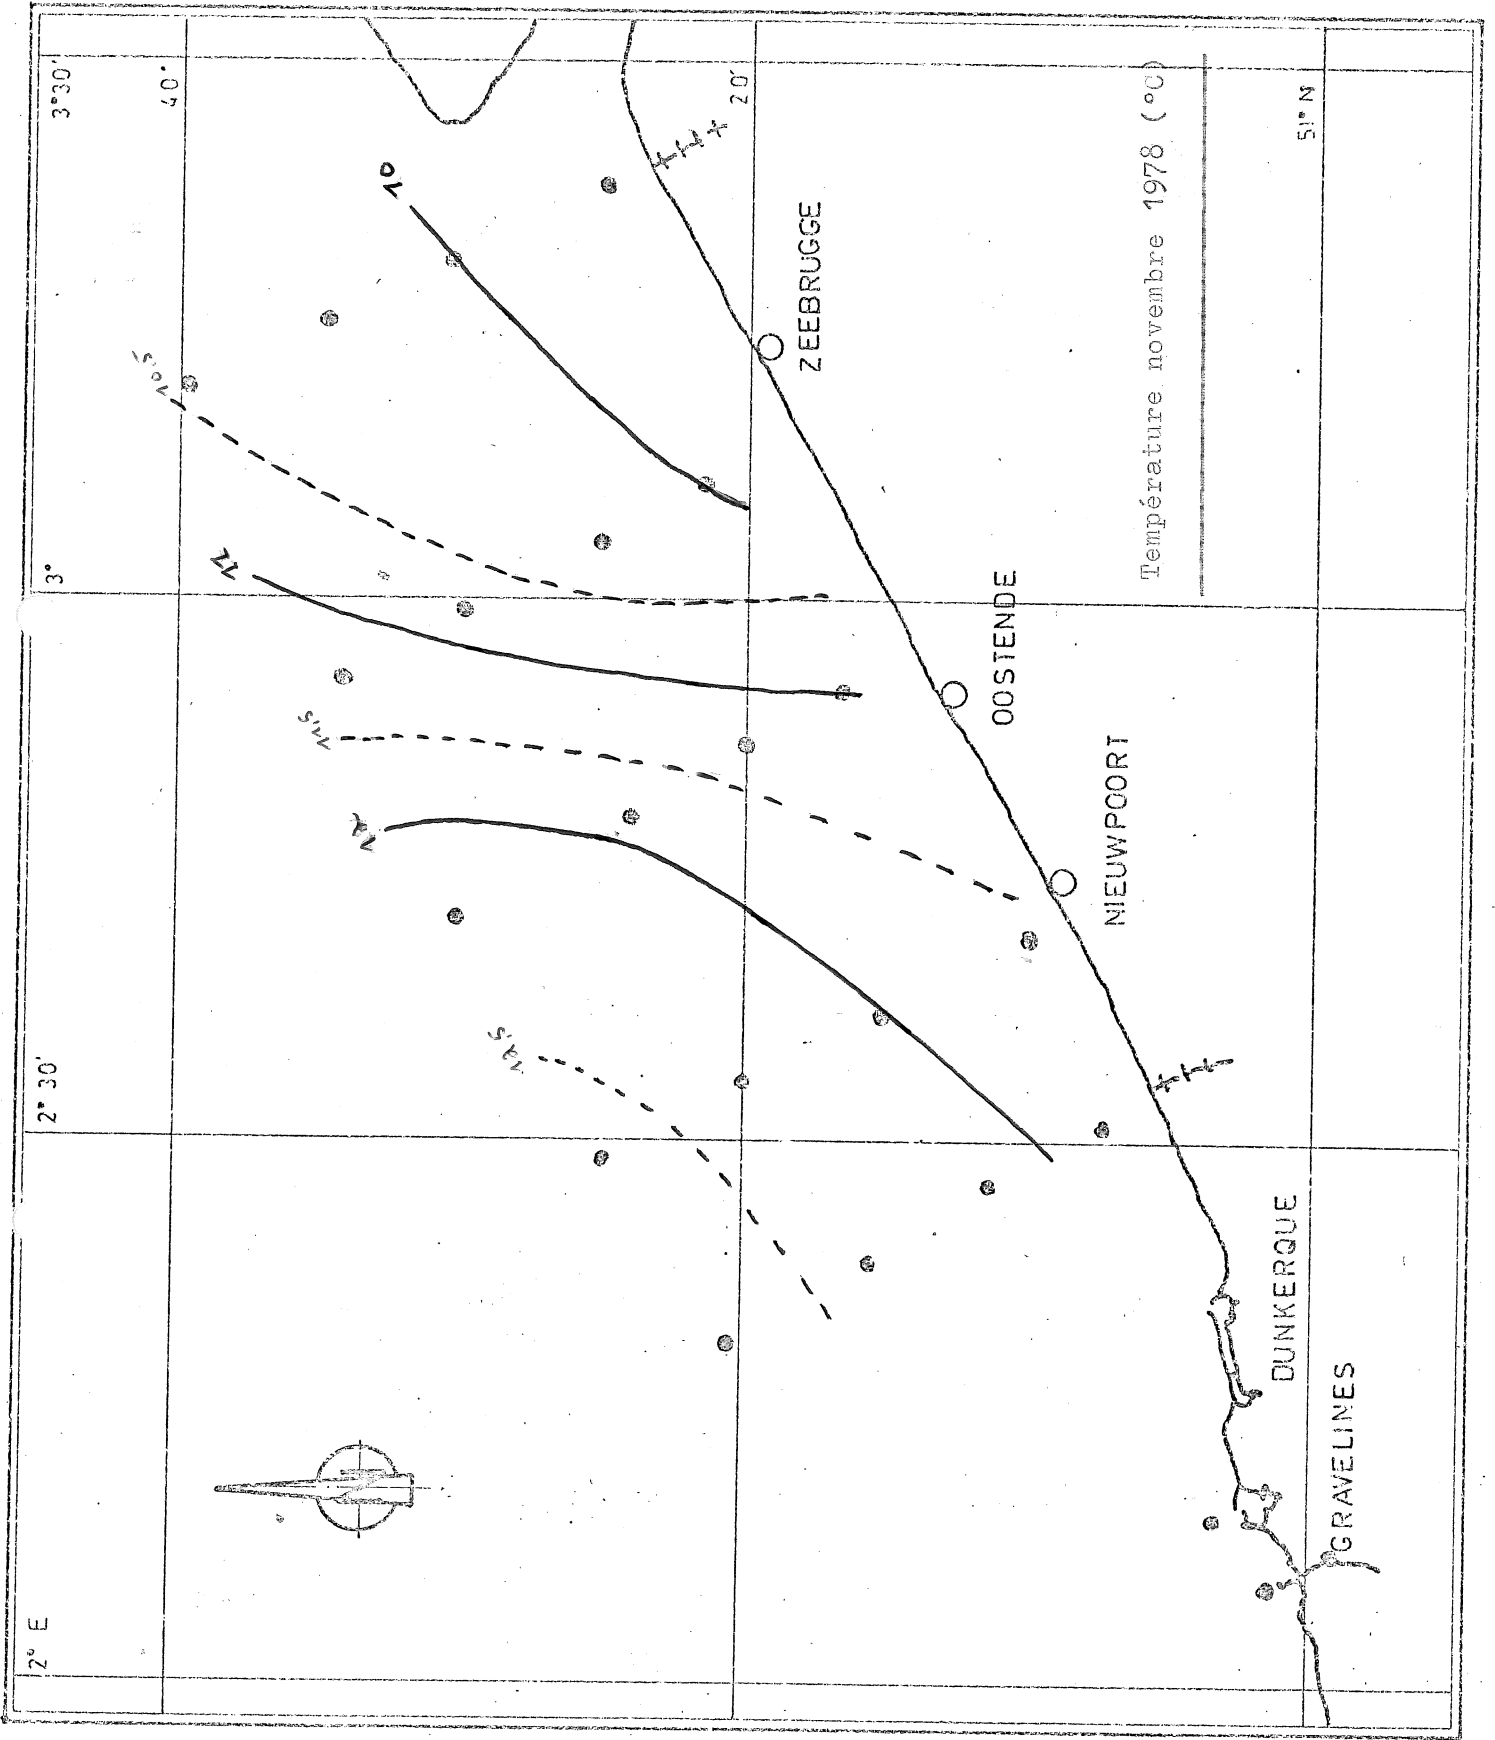 2° E
2° 30'
3°
3°30'
40'
20'
51° N
12,5
12
11,5
11
10,5
10
GRAVELINES
DUNKERQUE
NIEUWPOORT
OOSTENDE
ZEEBRUGGE
Température novembre 1978 (°C)